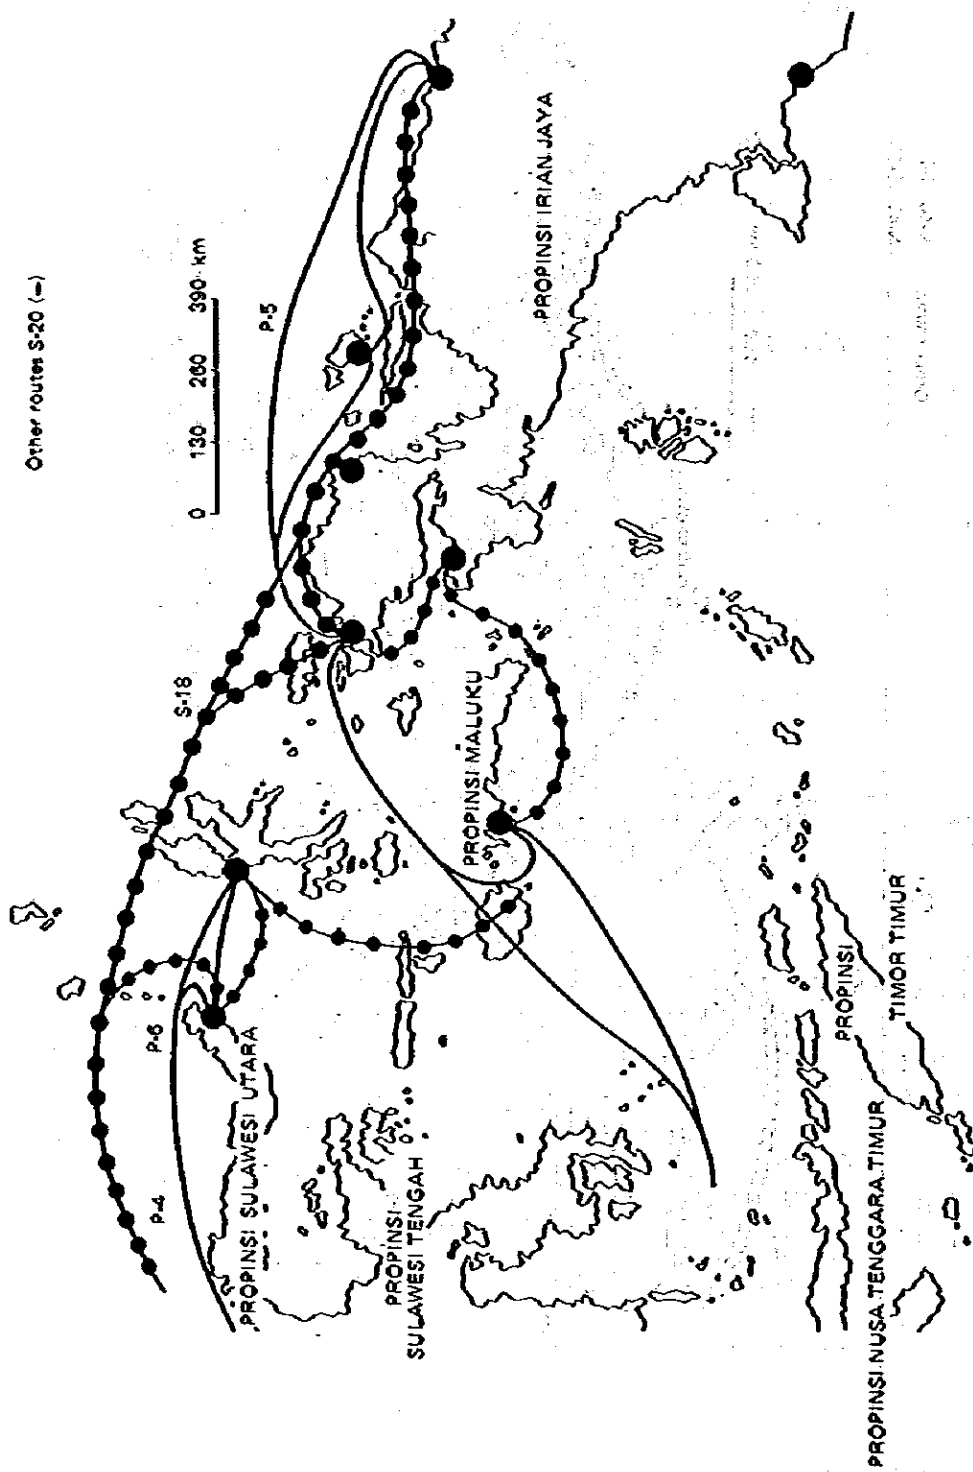 Other routes S-20 (-)
0 130 260 390 km
P-5
S-18
P-6
P-4
PROPINSI IRIAN JAYA
PROPINSI MALUKU
PROPINSI SULAWESI UTARA
PROPINSI
SULAWESI TENGAH
PROPINSI
TIMOR TIMUR
PROPINSI NUSA TENGGARA TIMUR